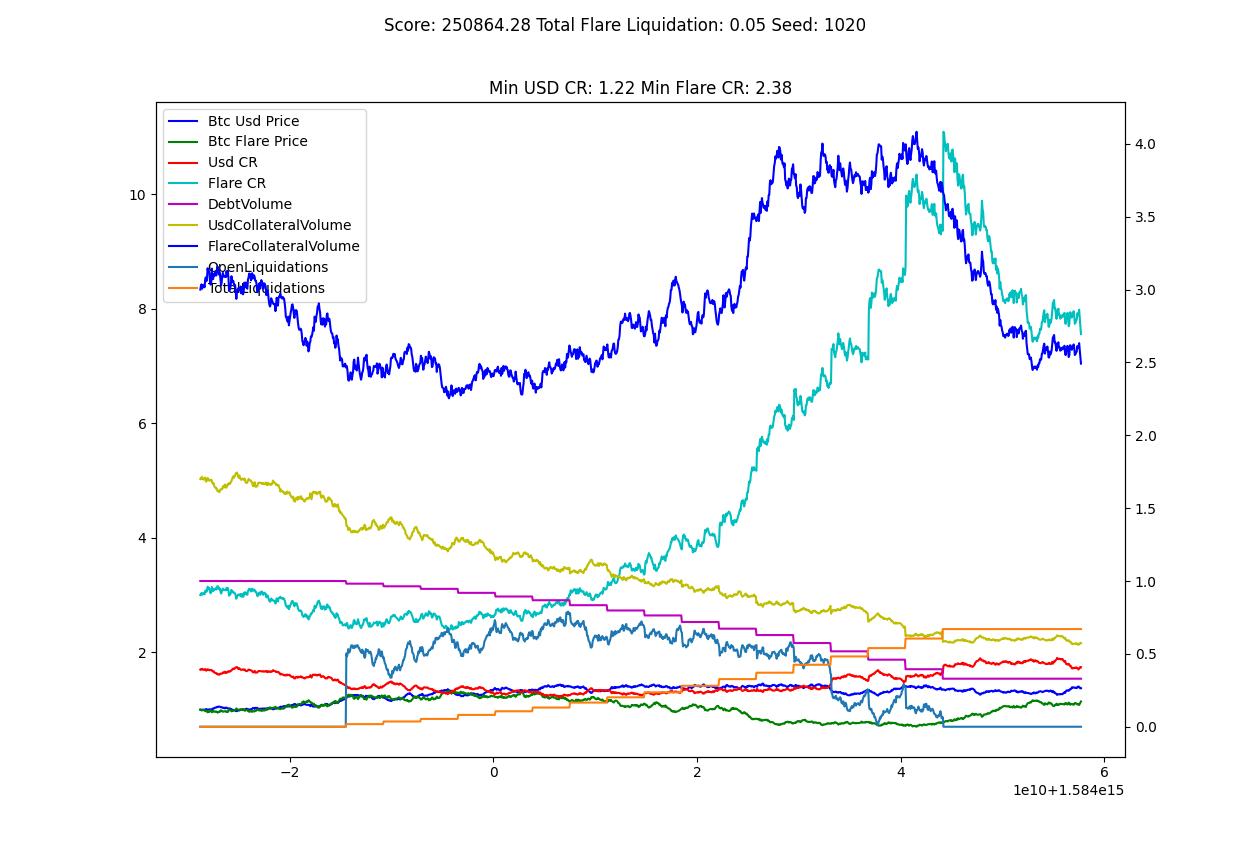 Score: 250864.28 Total Flare Liquidation: 0.05 Seed: 1020
Min USD CR: 1.22 Min Flare CR: 2.38
Btc Usd Price
Btc Flare Price
Usd CR
Flare CR
DebtVolume
UsdCollateralVolume
FlareCollateralVolume
OpenLiquidations
TotalLiquidations
10
8
6
4
2
4.0
3.5
3.0
2.5
2.0
1.5
1.0
0.5
0.0
−2 0 2 4 6
1e10+1.584e15